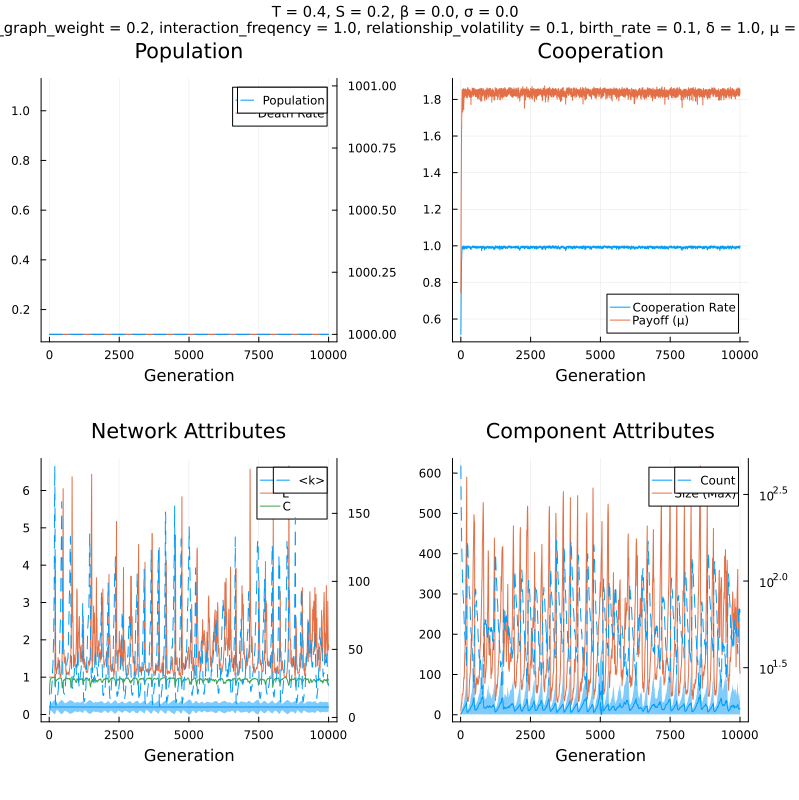 T = 0.4, S = 0.2, β = 0.0, σ = 0.0
_graph_weight = 0.2, interaction_freqency = 1.0, relationship_volatility = 0.1, birth_rate = 0.1, δ = 1.0, μ =
Population
1.0
0.8
0.6
0.4
0.2
1001.00
1000.75
1000.50
1000.25
1000.00
Population
Death Rate
0 2500 5000 7500 10000
Generation
Cooperation
1.8
1.6
1.4
1.2
1.0
0.8
0.6
Cooperation Rate
Payoff (μ)
0 2500 5000 7500 10000
Generation
Network Attributes
6
5
4
3
2
1
0
150
100
50
0
<k>
C
0 2500 5000 7500 10000
Generation
Component Attributes
600
500
400
300
200
100
0
10^2.5
10^2.0
10^1.5
Count
Size (Max)
0 2500 5000 7500 10000
Generation